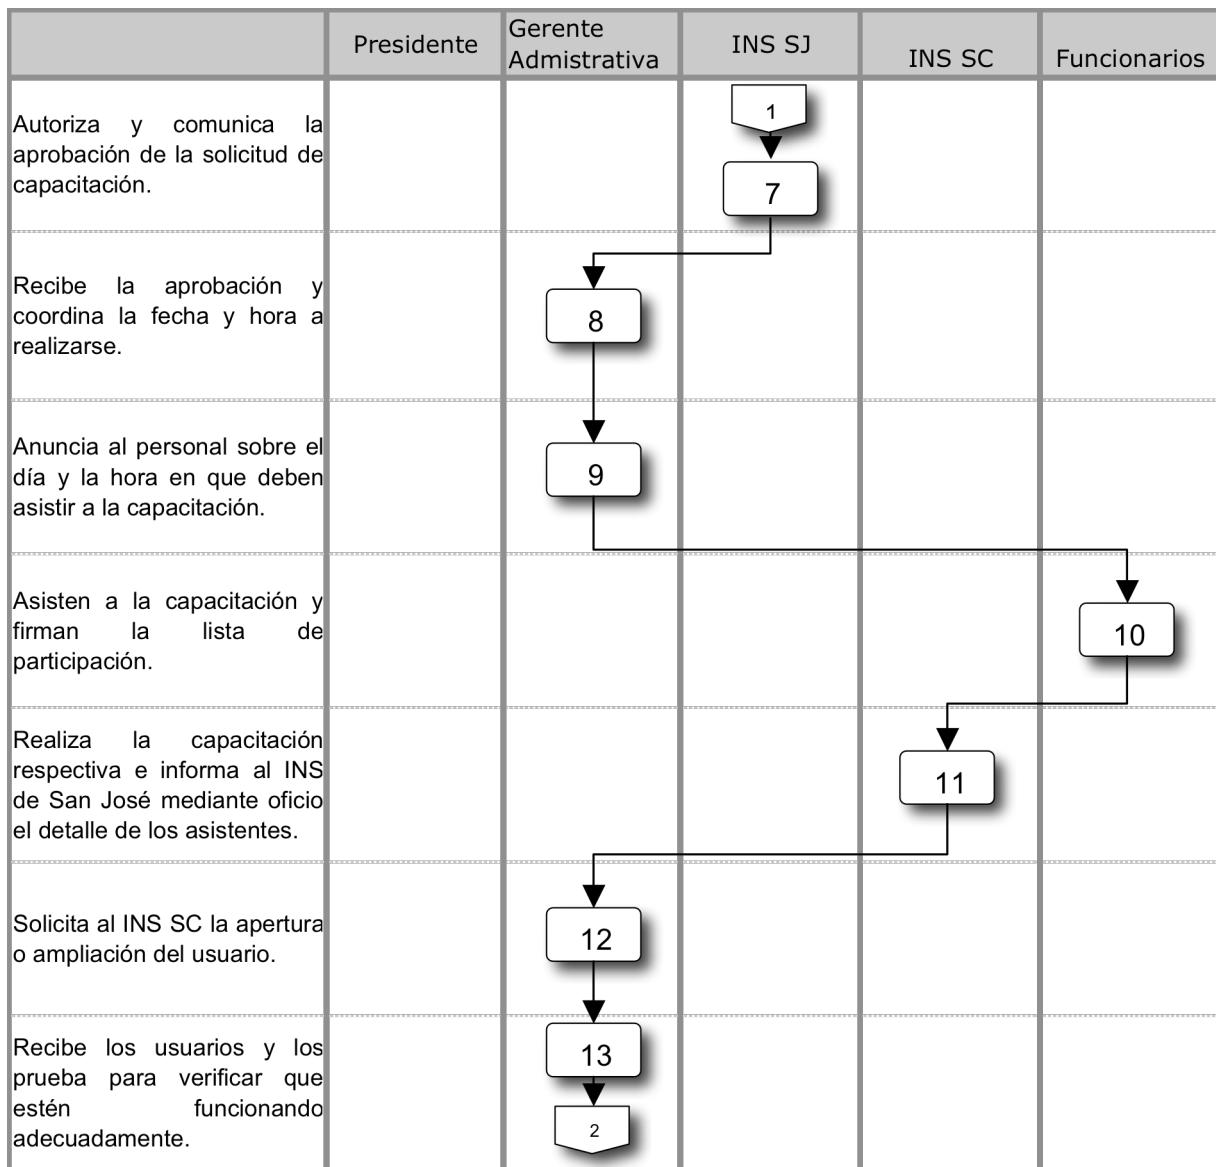 Presidente
Gerente
Admistrativa
INS SJ
INS SC
Funcionarios
Autoriza y comunica la
aprobación de la solicitud de
capacitación.
1
7
Recibe la aprobación y
coordina la fecha y hora a
realizarse.
8
Anuncia al personal sobre el
día y la hora en que deben
asistir a la capacitación.
9
Asisten a la capacitación y
firman la lista de
participación.
10
Realiza la capacitación
respectiva e informa al INS
de San José mediante oficio
el detalle de los asistentes.
11
Solicita al INS SC la apertura
o ampliación del usuario.
12
Recibe los usuarios y los
prueba para verificar que
estén funcionando
adecuadamente.
13
2